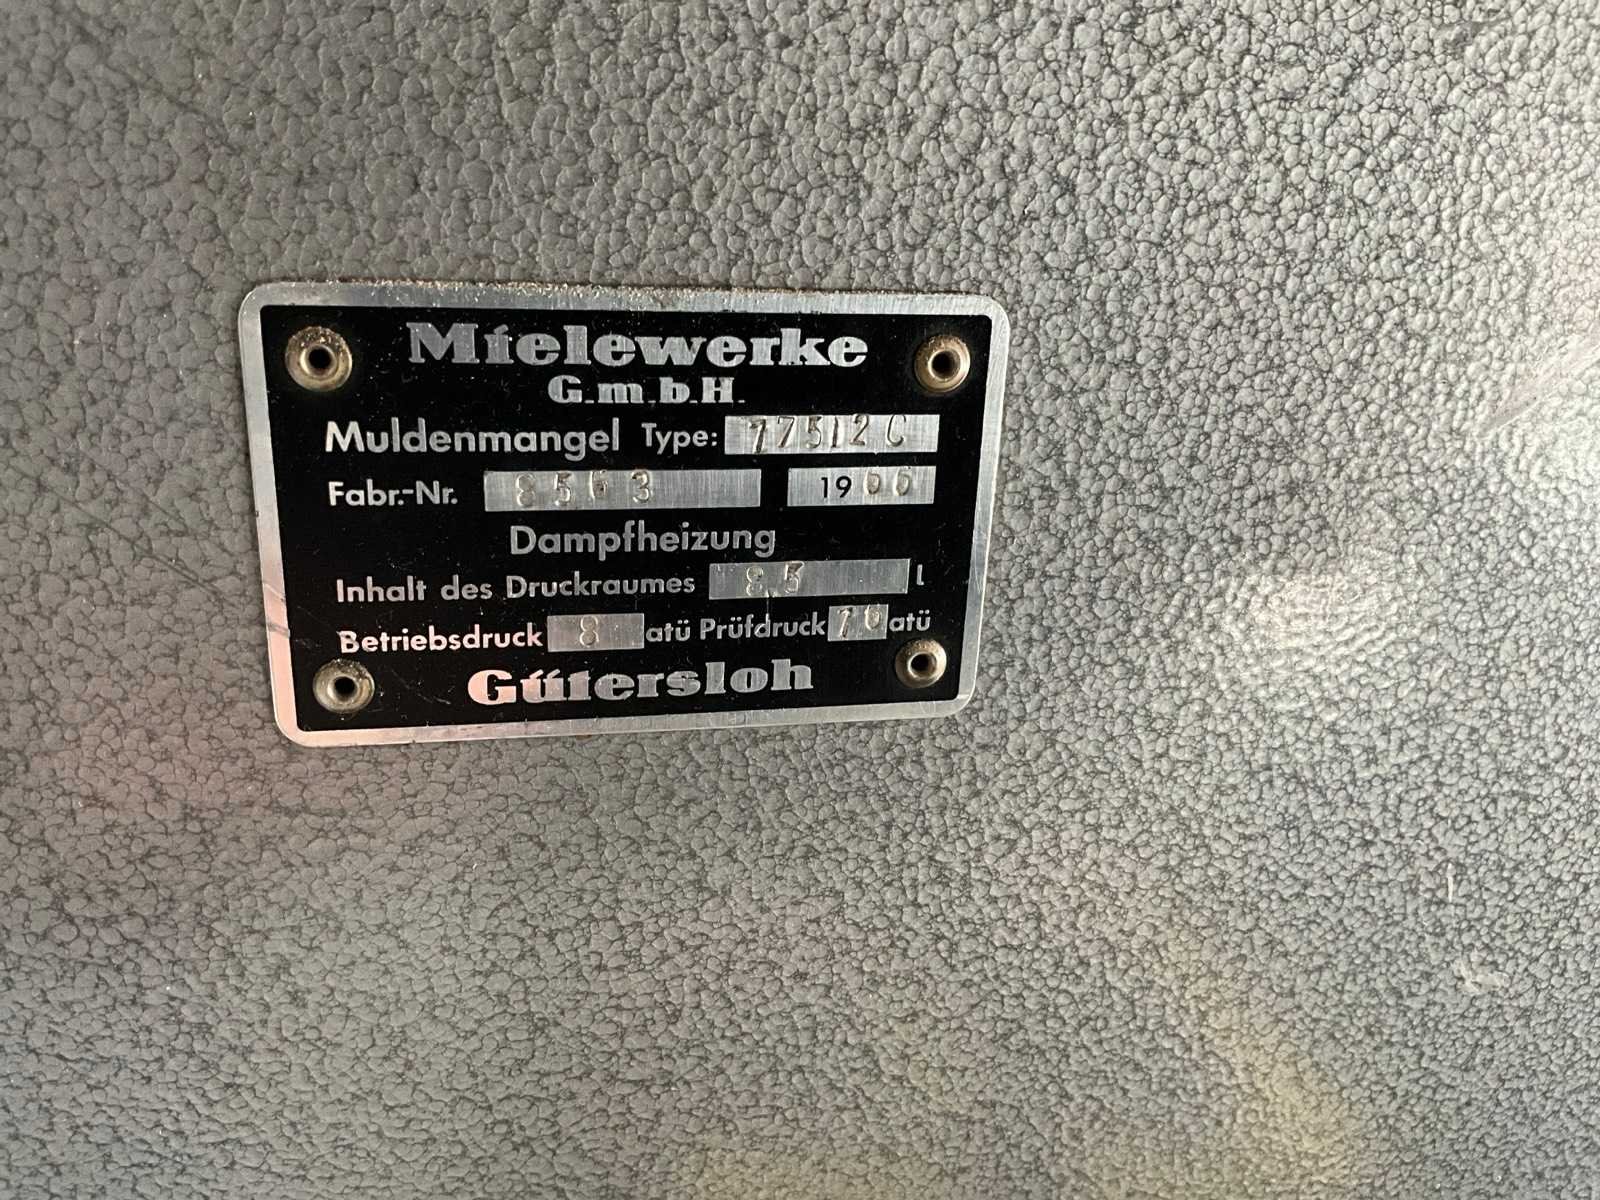 Mielewerke
G.m.b.H.
Muldenmangel Type: 77512 C
Fabr.-Nr. 8563 1966
Dampfheizung
Inhalt des Druckraumes 8,5 l
Betriebsdruck 8 atü Prüfdruck atü
Gütersloh